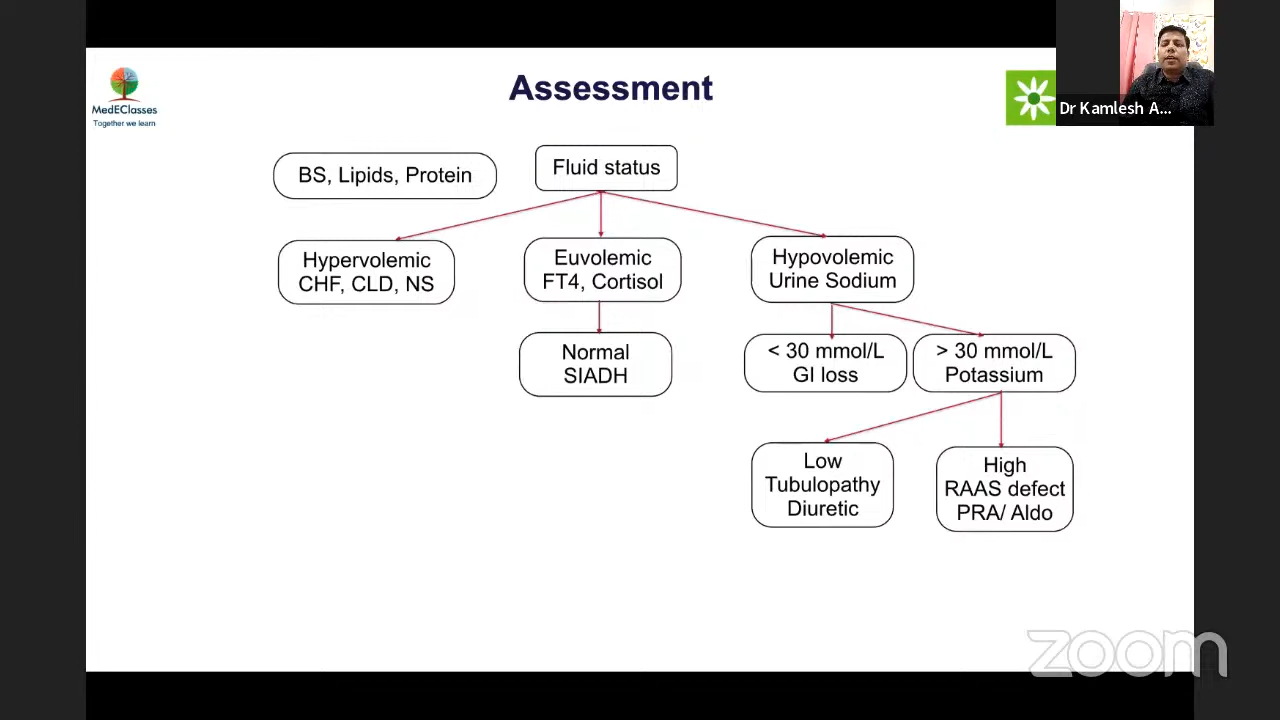 MedEClasses
Together we learn
Assessment
Dr Kamlesh A...
BS, Lipids, Protein
Fluid status
Hypervolemic
CHF, CLD, NS
Euvolemic
FT4, Cortisol
Hypovolemic
Urine Sodium
Normal
SIADH
< 30 mmol/L
GI loss
> 30 mmol/L
Potassium
Low
Tubulopathy
Diuretic
High
RAAS defect
PRA/ Aldo
zoom